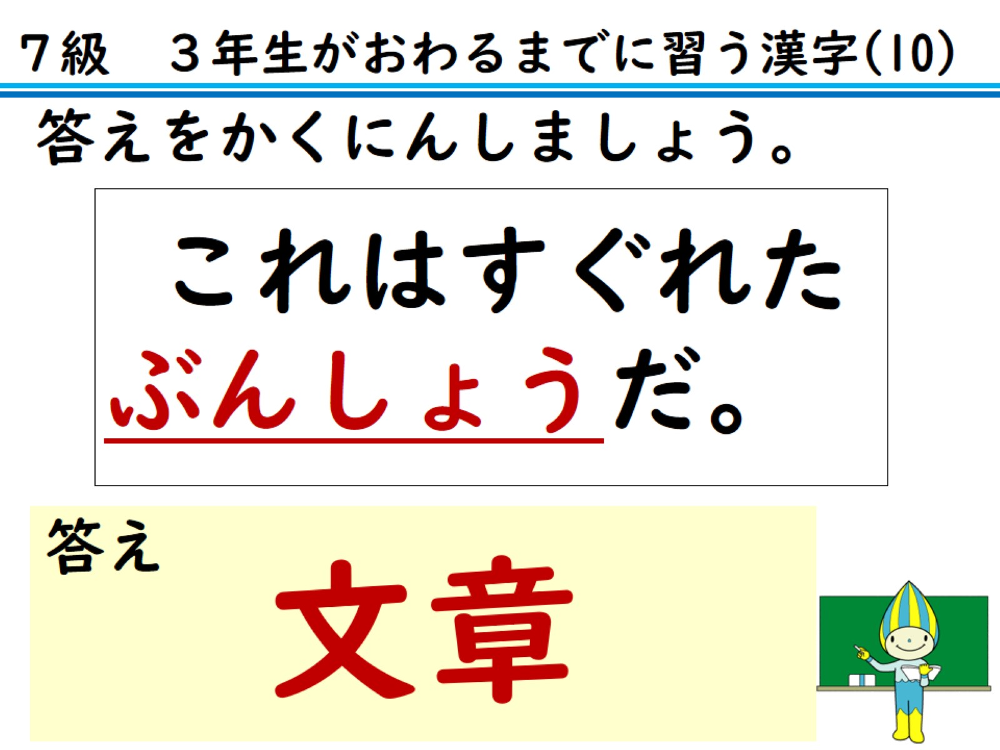 ７級　３年生がおわるまでに習う漢字(10)
答えをかくにんしましょう。
これはすぐれた
ぶんしょうだ。
答え
文章